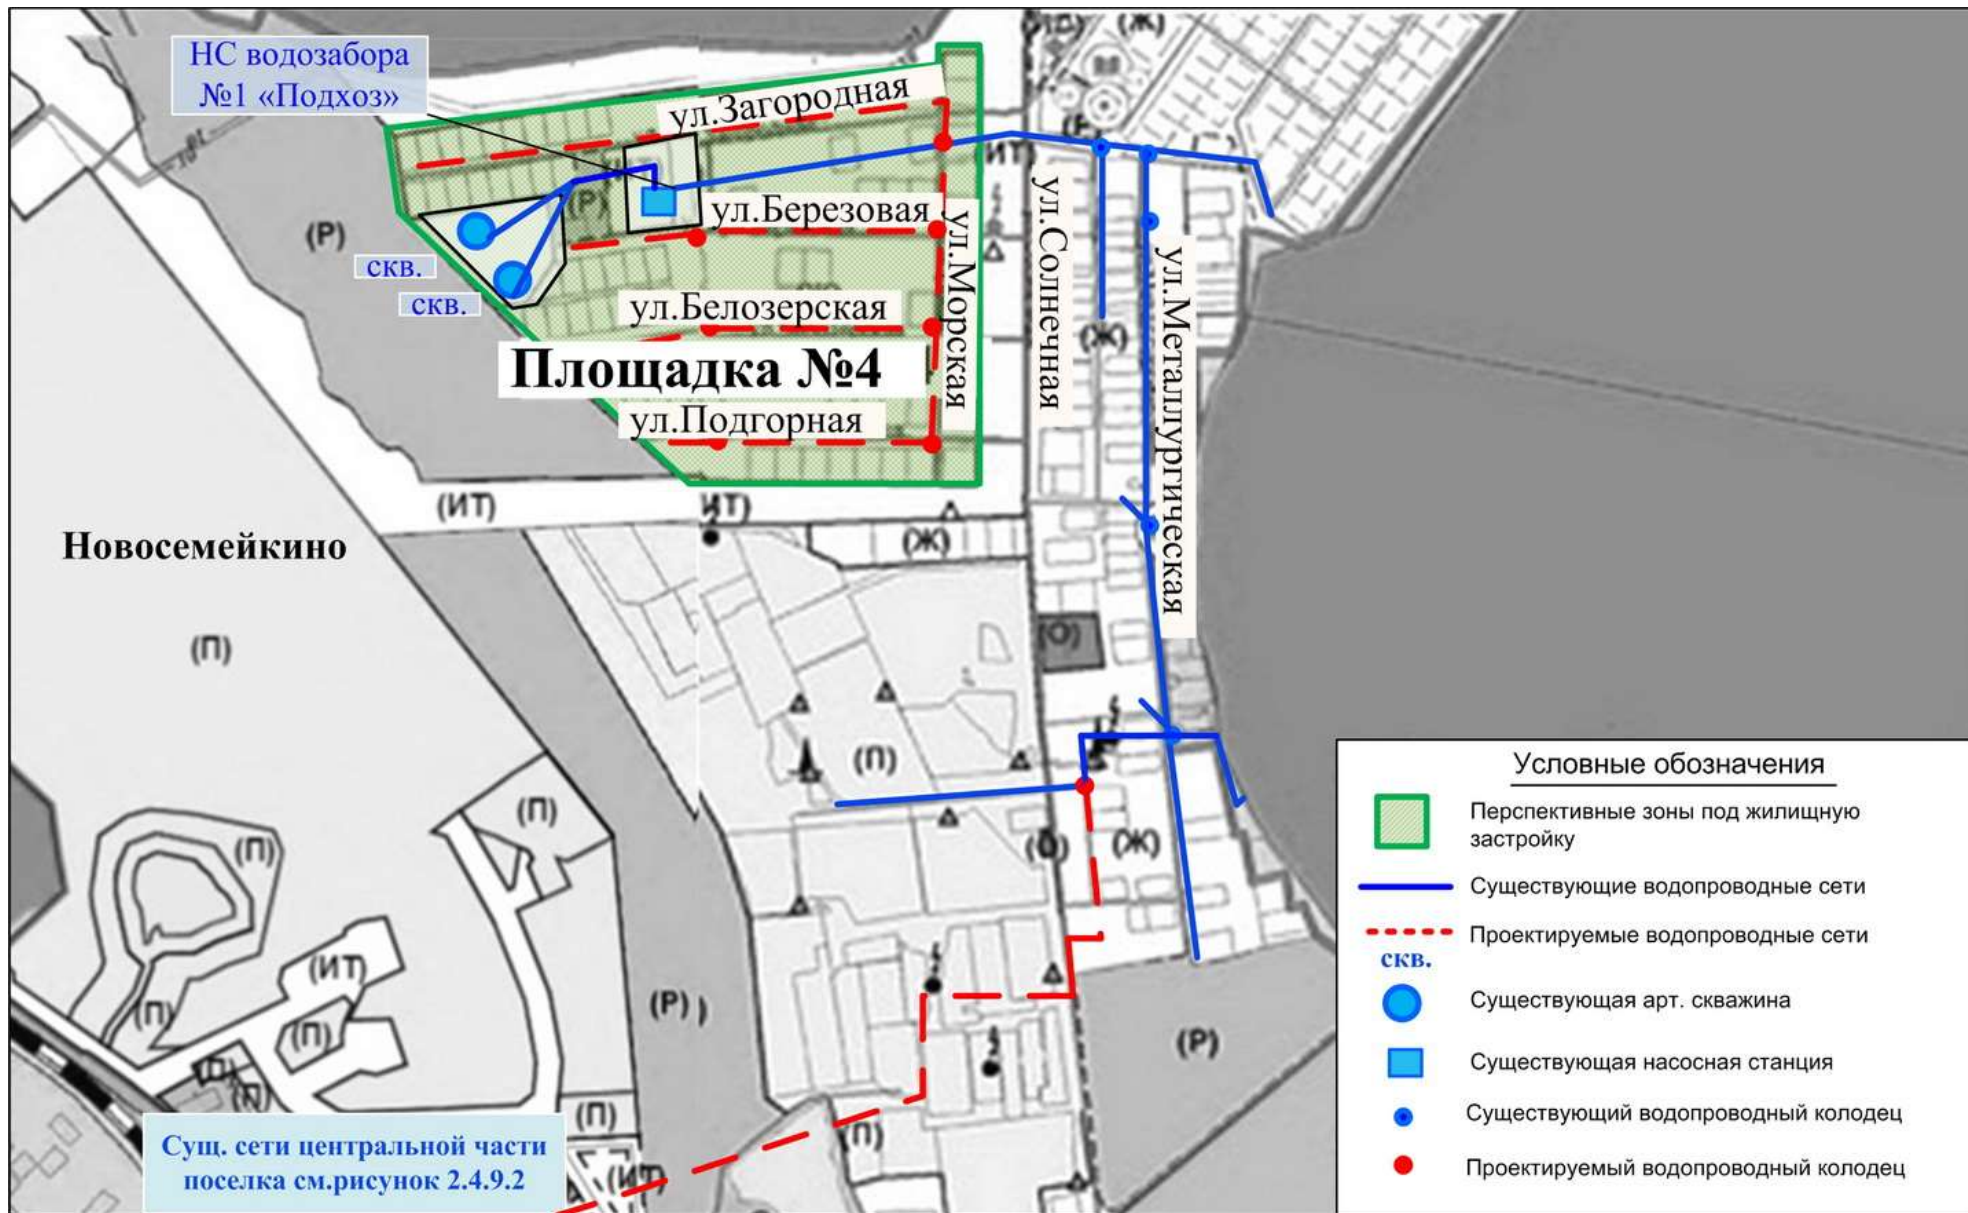 НС водозабора
№1 «Подхоз»
(Ж)
ул.Загородная
(ИТ)
(Р)
ул.Березовая
(Р)
скв.
скв.
ул.Белозерская
Площадка №4
ул.Подгорная
ул.Морская
ул.Солнечная
ул.Металлургическая
(Ж)
(ИТ)
(Ж)
Новосемейкино
(П)
(О)
(П)
(П)
(Ж)
(П)
(ИТ)
(П)
(П)
(Р)
(Р)
(П)
(П)
(П)
(ИТ)
Сущ. сети центральной части
поселка см.рисунок 2.4.9.2
Условные обозначения
Перспективные зоны под жилищную
застройку
Существующие водопроводные сети
Проектируемые водопроводные сети
скв.
Существующая арт. скважина
Существующая насосная станция
Существующий водопроводный колодец
Проектируемый водопроводный колодец